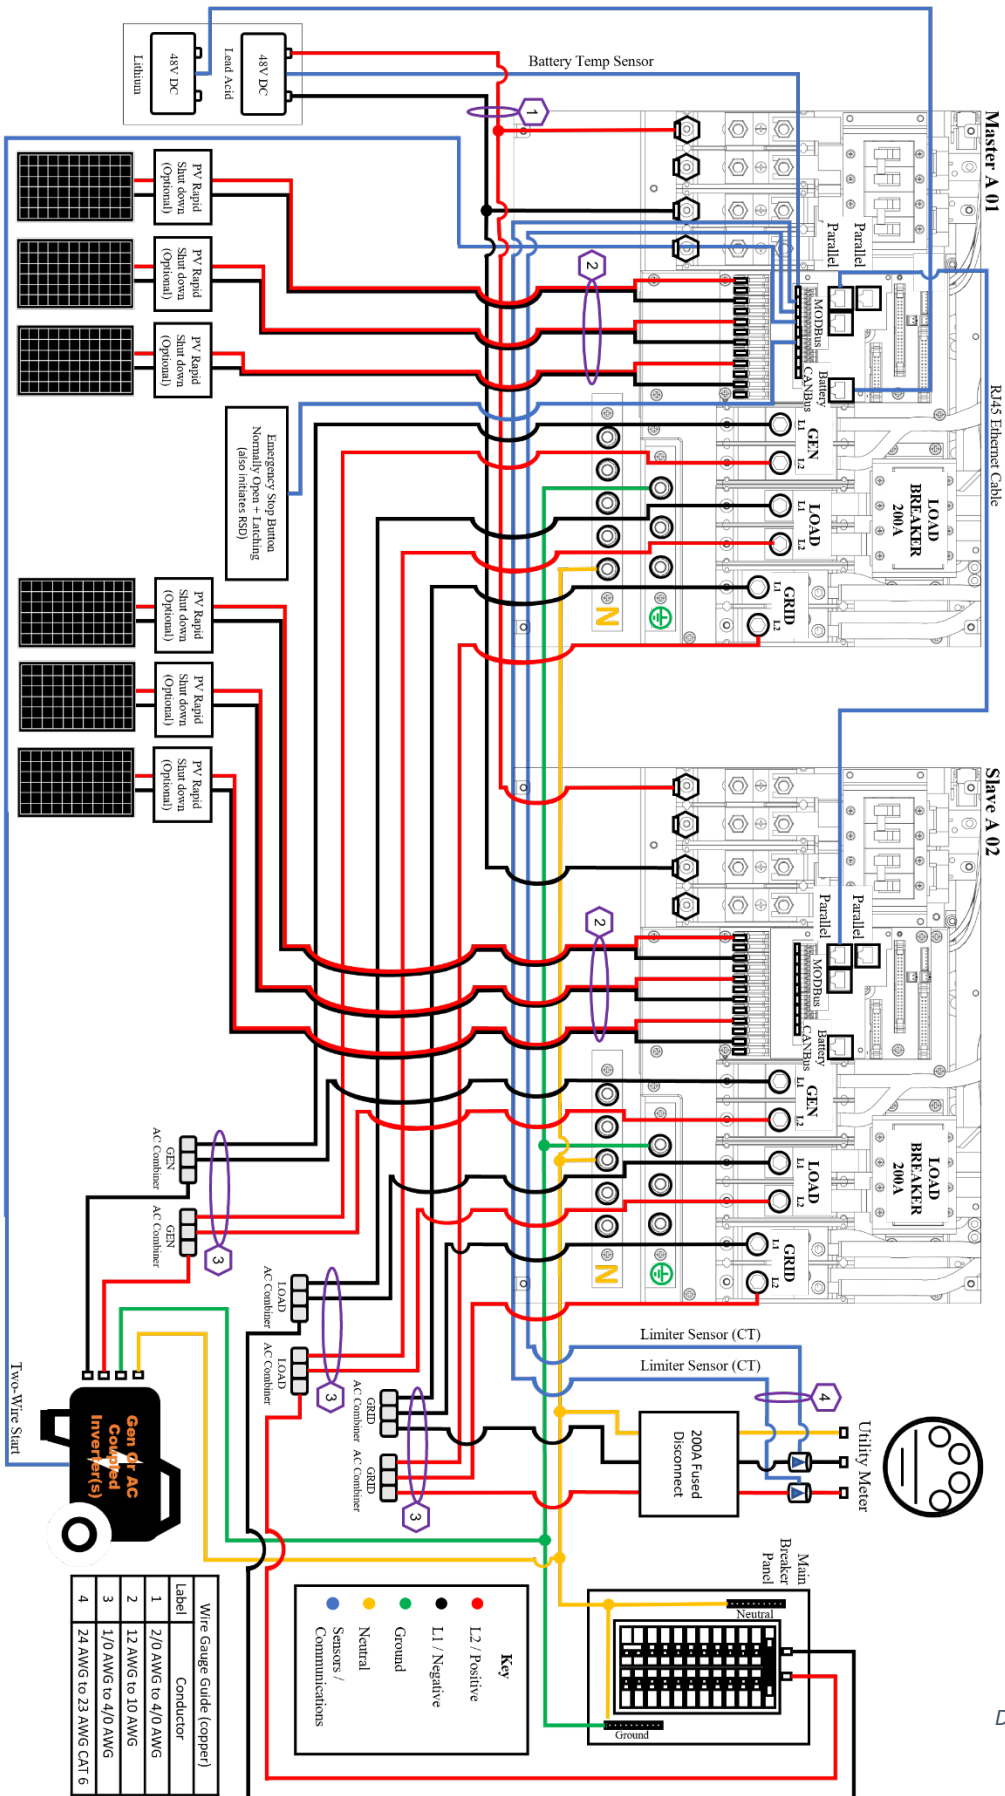 48V DC
Lithium
48V DC
Lead Acid
Battery Temp Sensor
1
Master A 01
Parallel
Parallel
MODBus
Battery
CANBus
RJ45 Ethernet Cable
PV Rapid
Shut down
(Optional)
PV Rapid
Shut down
(Optional)
PV Rapid
Shut down
(Optional)
2
Emergency Stop Button
Normally Open + Latching
(also initiates RSD)
GEN
L1
L2
LOAD
L1
L2
GRID
L1
L2
LOAD
BREAKER
200A
N
PV Rapid
Shut down
(Optional)
PV Rapid
Shut down
(Optional)
PV Rapid
Shut down
(Optional)
Slave A 02
Parallel
Parallel
MODBus
Battery
CANBus
2
GEN
L1
L2
LOAD
L1
L2
GRID
L1
L2
LOAD
BREAKER
200A
N
GEN
AC Combiner
GEN
AC Combiner
3
LOAD
AC Combiner
LOAD
AC Combiner
3
GRID
AC Combiner
GRID
AC Combiner
3
Limiter Sensor (CT)
Limiter Sensor (CT)
4
Utility Meter
200A Fused
Disconnect
Two-Wire Start
Gen Or AC
Coupled
Inverter(s)
Main
Breaker
Panel
Neutral
Ground
Key
L2 / Positive
L1 / Negative
Ground
Neutral
Sensors /
Communications
Wire Gauge Guide (copper)
Label Conductor
1 2/0 AWG to 4/0 AWG
2 12 AWG to 10 AWG
3 1/0 AWG to 4/0 AWG
4 24 AWG to 23 AWG CAT 6
D